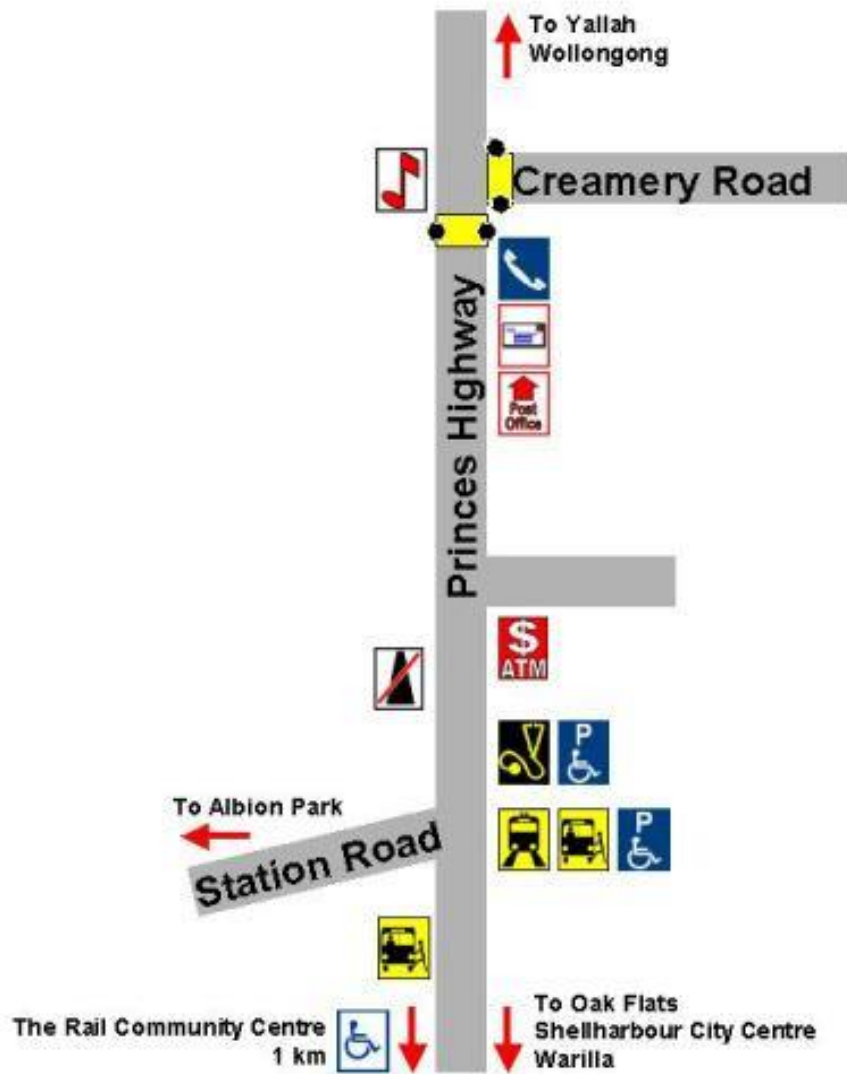 To Yallah
Wollongong
Creamery Road
Princes Highway
Post
Office
$
ATM
P
To Albion Park
P
Station Road
The Rail Community Centre
1 km
To Oak Flats
Shellharbour City Centre
Warilla